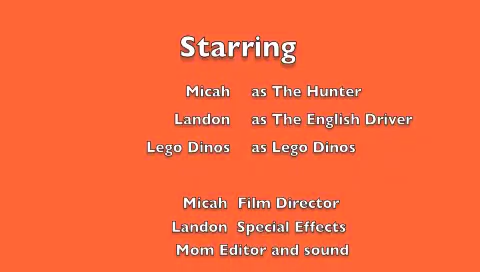 Starring
Micah as The Hunter
Landon as The English Driver
Lego Dinos as Lego Dinos
Micah Film Director
Landon Special Effects
Mom Editor and sound